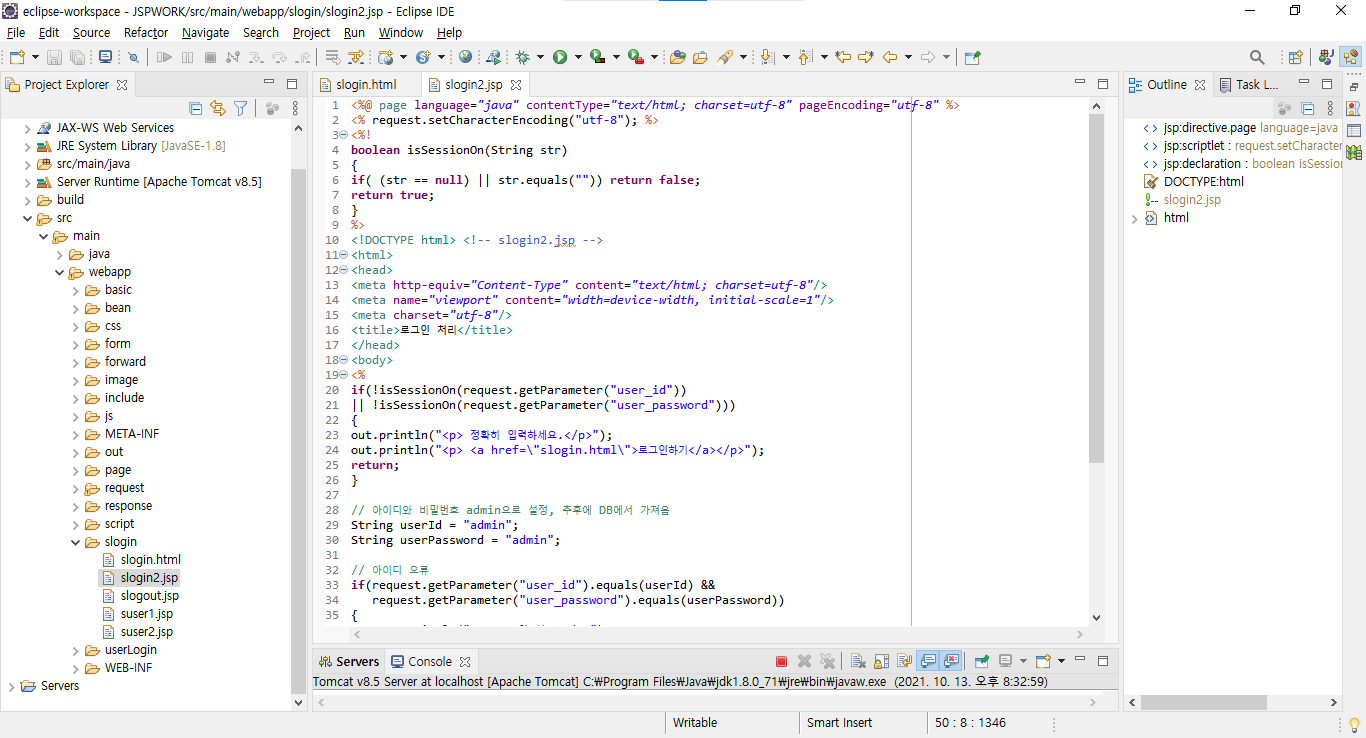 eclipse-workspace - JSPWORK/src/main/webapp/slogin/slogin2.jsp - Eclipse IDE
File Edit Source Refactor Navigate Search Project Run Window Help
Project Explorer
JAX-WS Web Services
JRE System Library [JavaSE-1.8]
src/main/java
Server Runtime [Apache Tomcat v8.5]
build
src
main
java
webapp
basic
bean
css
form
forward
image
include
js
META-INF
out
page
request
response
script
slogin
slogin.html
slogin2.jsp
slogout.jsp
suser1.jsp
suser2.jsp
userLogin
WEB-INF
Servers
slogin.html slogin2.jsp
1 <%@ page language="java" contentType="text/html; charset=utf-8" pageEncoding="utf-8" %>
2 <% request.setCharacterEncoding("utf-8"); %>
3 <%!
4 boolean isSessionOn(String str)
5 {
6 if( (str == null) || str.equals("")) return false;
7 return true;
8 }
9 %>
10 <!DOCTYPE html> <!-- slogin2.jsp -->
11 <html>
12 <head>
13 <meta http-equiv="Content-Type" content="text/html; charset=utf-8"/>
14 <meta name="viewport" content="width=device-width, initial-scale=1"/>
15 <meta charset="utf-8"/>
16 <title>로그인 처리</title>
17 </head>
18 <body>
19 <%
20 if(!isSessionOn(request.getParameter("user_id"))
21 || !isSessionOn(request.getParameter("user_password")))
22 {
23 out.println("<p> 정확히 입력하세요.</p>");
24 out.println("<p> <a href=\"slogin.html\">로그인하기</a></p>");
25 return;
26 }
27
28 // 아이디와 비밀번호 admin으로 설정, 추후에 DB에서 가져옴
29 String userId = "admin";
30 String userPassword = "admin";
31
32 // 아이디 오류
33 if(request.getParameter("user_id").equals(userId) &&
34 request.getParameter("user_password").equals(userPassword))
35 {
Servers Console
Tomcat v8.5 Server at localhost [Apache Tomcat] C:₩Program Files₩Java₩jdk1.8.0_71₩jre₩bin₩javaw.exe (2021. 10. 13. 오후 8:32:59)
Outline Task L...
jsp:directive.page language=java
jsp:scriptlet : request.setCharacter
jsp:declaration : boolean isSession
DOCTYPE:html
slogin2.jsp
html
Writable Smart Insert 50 : 8 : 1346